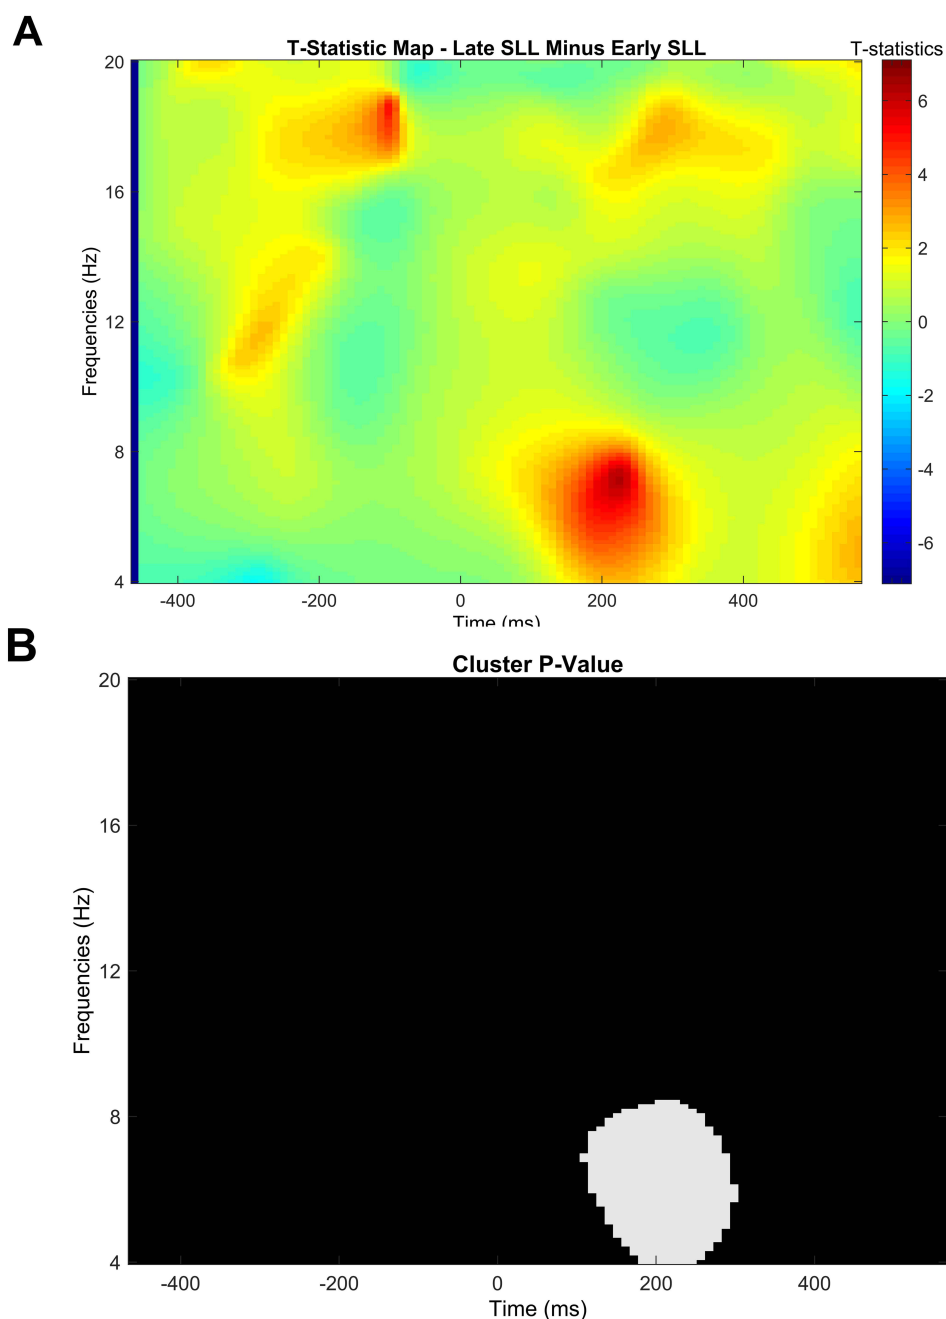 A
T-Statistic Map - Late SLL Minus Early SLL
T-statistics
20
16
12
8
4
Frequencies (Hz)
-400 -200 0 200 400
Time (ms)
6
4
2
0
-2
-4
-6
B
Cluster P-Value
20
16
12
8
4
Frequencies (Hz)
-400 -200 0 200 400
Time (ms)